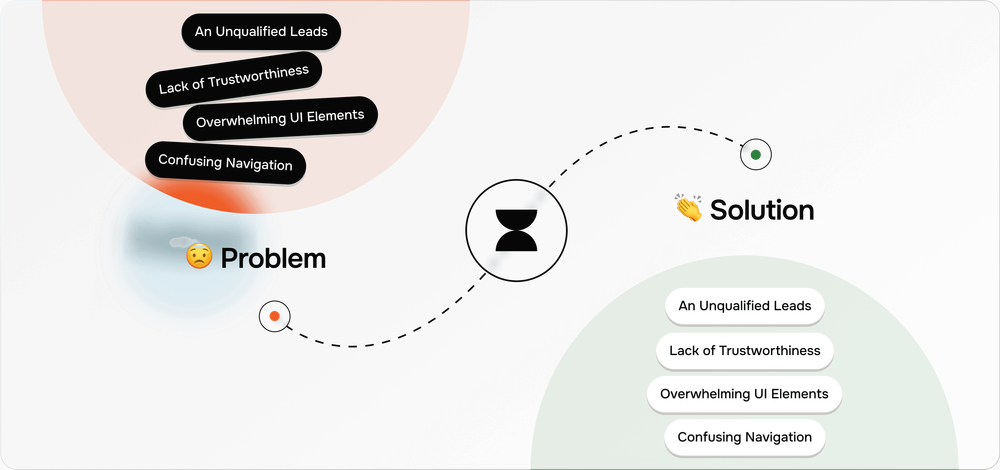 An Unqualified Leads
Lack of Trustworthiness
Overwhelming UI Elements
Confusing Navigation
😟 Problem
👏 Solution
An Unqualified Leads
Lack of Trustworthiness
Overwhelming UI Elements
Confusing Navigation